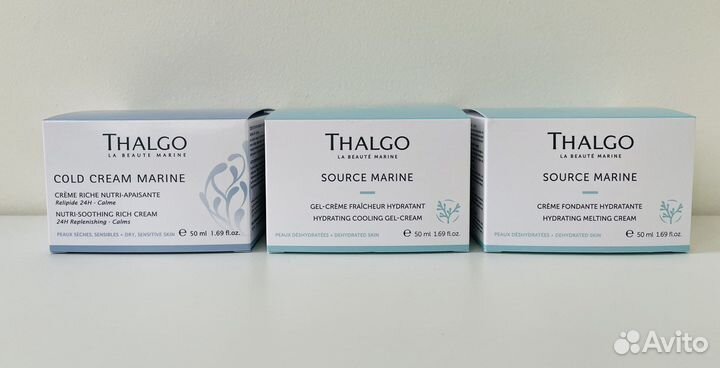 THALGO
LA BEAUTÉ MARINE
COLD CREAM MARINE
CRÈME RICHE NUTRI-APAISANTE
Relipide 24H - Calme
NUTRI-SOOTHING RICH CREAM
24H Replenishing - Calms
PEAUX SÈCHES, SENSIBLES • DRY, SENSITIVE SKIN
e 50 ml 1.69 fl.oz.
THALGO
LA BEAUTÉ MARINE
SOURCE MARINE
GEL-CRÈME FRAÎCHEUR HYDRATANT
HYDRATING COOLING GEL-CREAM
PEAUX DÉSHYDRATÉES • DEHYDRATED SKIN
e 50 ml 1.69 fl.oz.
THALGO
LA BEAUTÉ MARINE
SOURCE MARINE
CRÈME FONDANTE HYDRATANTE
HYDRATING MELTING CREAM
PEAUX DÉSHYDRATÉES • DEHYDRATED SKIN
e 50 ml 1.69 fl.oz.
Avito